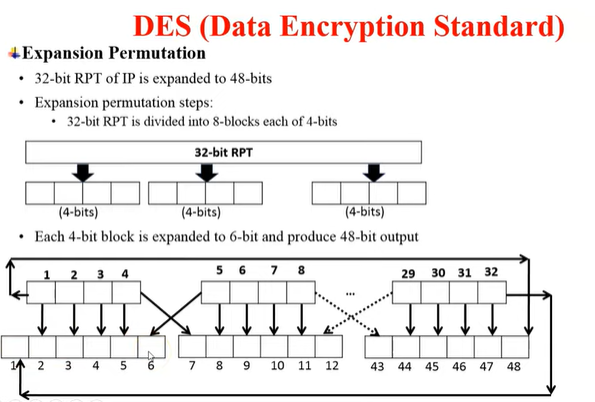 DES (Data Encryption Standard)
Expansion Permutation
• 32-bit RPT of IP is expanded to 48-bits
• Expansion permutation steps:
• 32-bit RPT is divided into 8-blocks each of 4-bits
32-bit RPT
(4-bits) (4-bits) (4-bits)
• Each 4-bit block is expanded to 6-bit and produce 48-bit output
1 2 3 4 5 6 7 8 ... 29 30 31 32
1 2 3 4 5 6 7 8 9 10 11 12 43 44 45 46 47 48